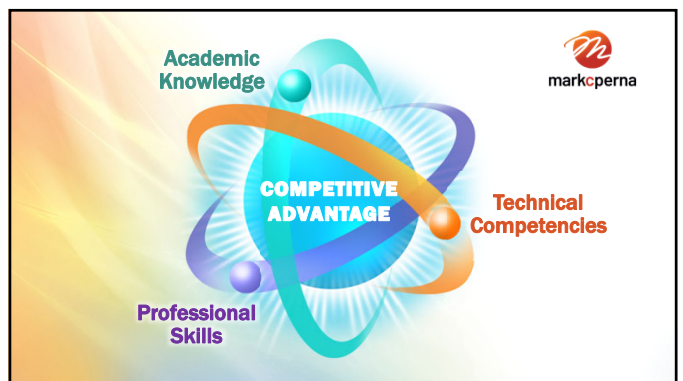 Academic
Knowledge
markcperna
COMPETITIVE
ADVANTAGE
Technical
Competencies
Professional
Skills